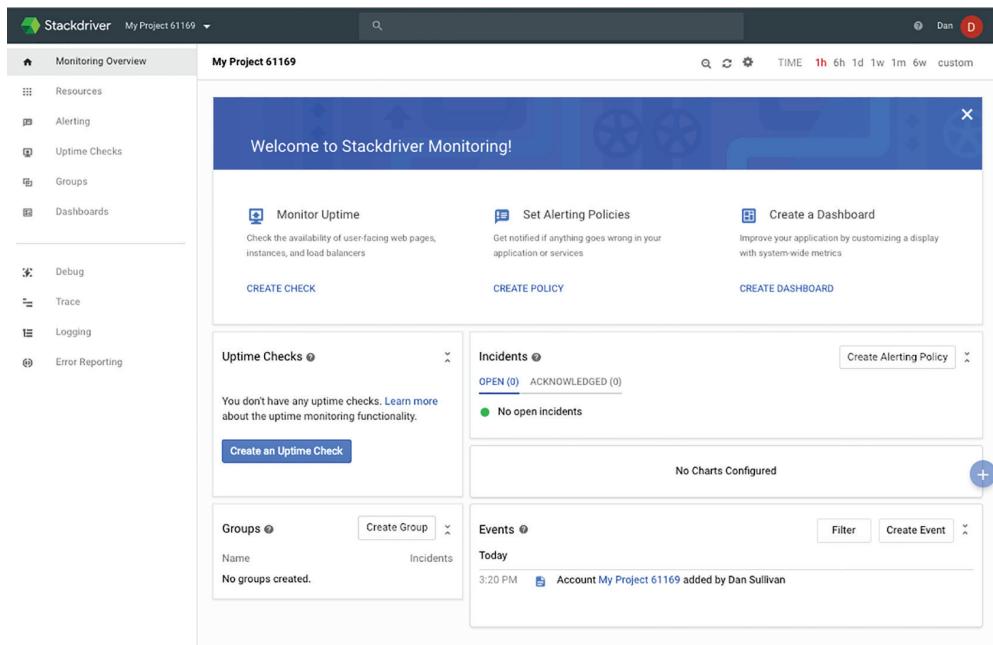 Stackdriver My Project 61169
Dan D
Monitoring Overview
Resources
Alerting
Uptime Checks
Groups
Dashboards
Debug
Trace
Logging
Error Reporting
My Project 61169
TIME 1h 6h 1d 1w 1m 6w custom
Welcome to Stackdriver Monitoring!
Monitor Uptime
Check the availability of user-facing web pages,
instances, and load balancers
CREATE CHECK
Set Alerting Policies
Get notified if anything goes wrong in your
application or services
CREATE POLICY
Create a Dashboard
Improve your application by customizing a display
with system-wide metrics
CREATE DASHBOARD
Uptime Checks
You don't have any uptime checks. Learn more
about the uptime monitoring functionality.
Create an Uptime Check
Incidents
Create Alerting Policy
OPEN (0) ACKNOWLEDGED (0)
No open incidents
No Charts Configured
Groups
Create Group
Name Incidents
No groups created.
Events
Filter Create Event
Today
3:20 PM Account My Project 61169 added by Dan Sullivan